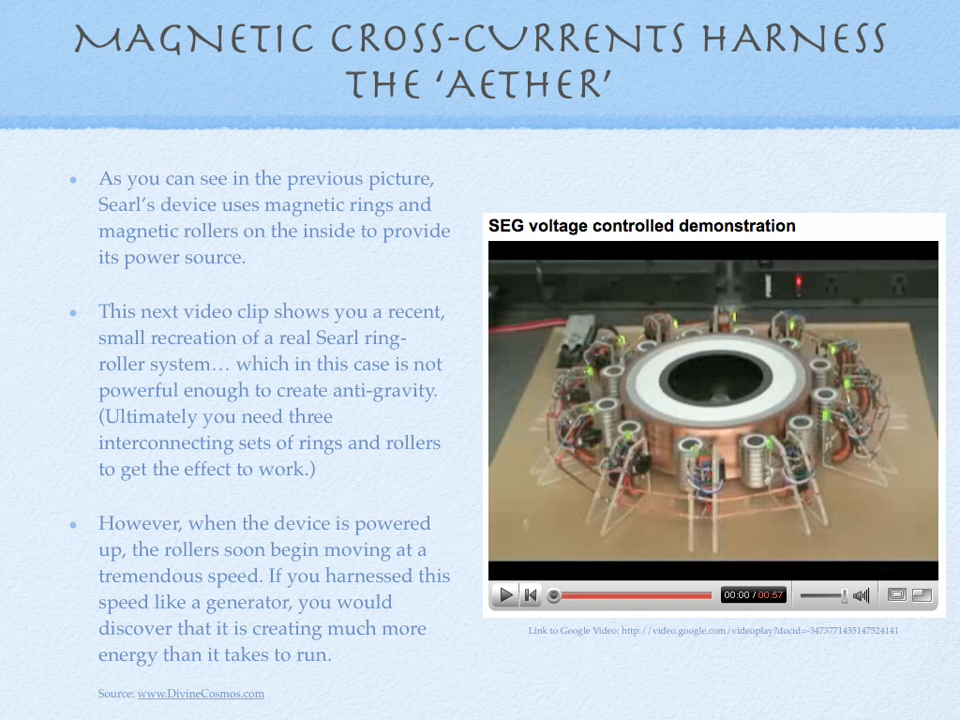 MAGNETIC CROSS-CURRENTS HARNESS
THE ‘AETHER’
• As you can see in the previous picture,
Searl’s device uses magnetic rings and
magnetic rollers on the inside to provide
its power source.
• This next video clip shows you a recent,
small recreation of a real Searl ring-
roller system… which in this case is not
powerful enough to create anti-gravity.
(Ultimately you need three
interconnecting sets of rings and rollers
to get the effect to work.)
• However, when the device is powered
up, the rollers soon begin moving at a
tremendous speed. If you harnessed this
speed like a generator, you would
discover that it is creating much more
energy than it takes to run.
Source: www.DivineCosmos.com
SEG voltage controlled demonstration
00:00 / 00:57
Link to Google Video: http://video.google.com/videoplay?docid=-3473771435147524141